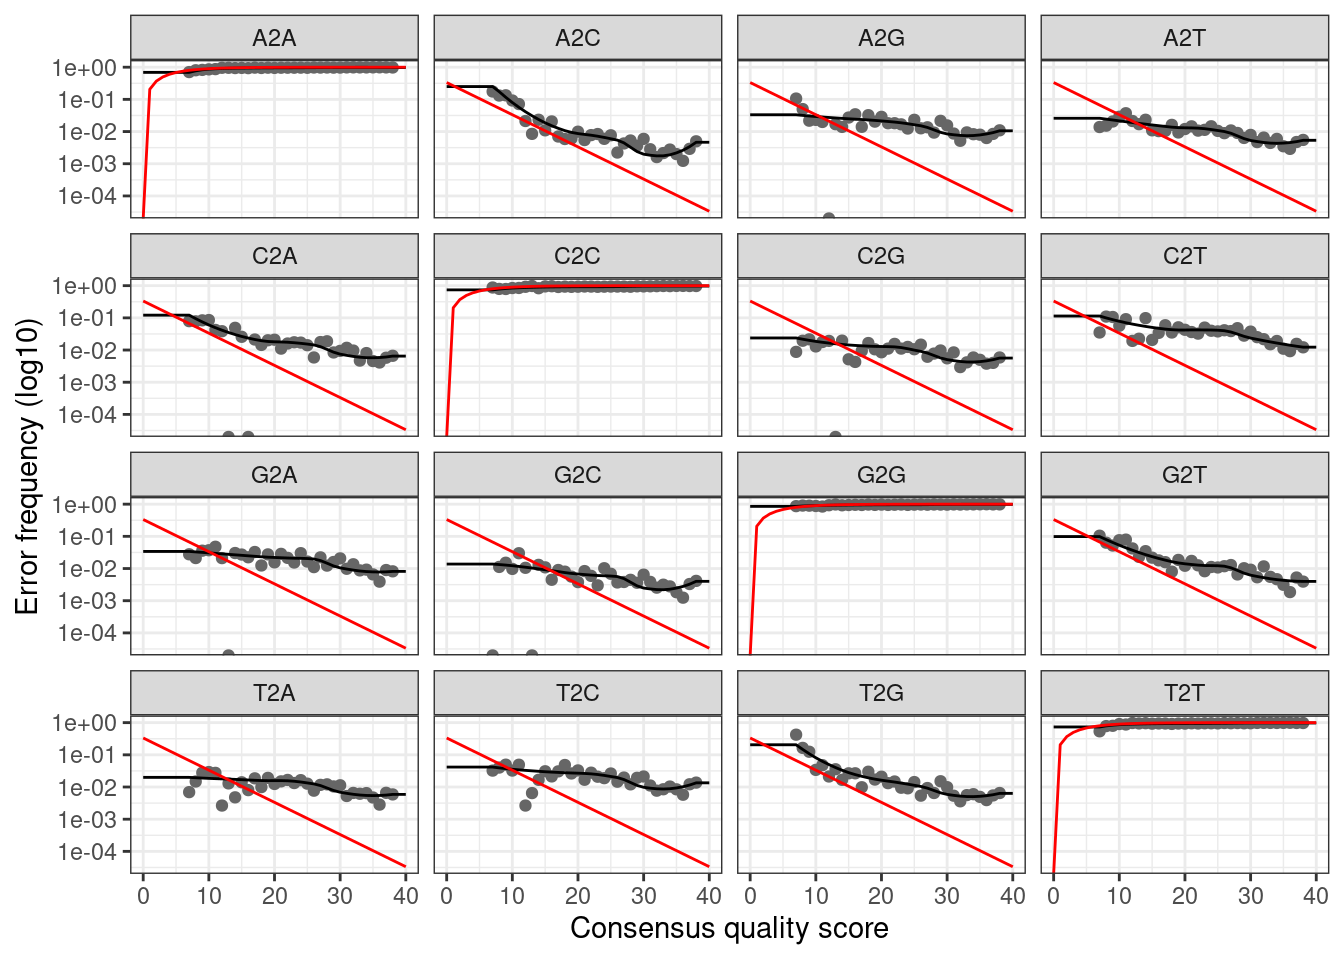 A2A A2C A2G A2T
1e+00
1e-01
1e-02
1e-03
1e-04
C2A C2C C2G C2T
1e+00
1e-01
1e-02
1e-03
1e-04
G2A G2C G2G G2T
1e+00
1e-01
1e-02
1e-03
1e-04
T2A T2C T2G T2T
1e+00
1e-01
1e-02
1e-03
1e-04
0 10 20 30 40 0 10 20 30 40 0 10 20 30 40 0 10 20 30 40
Consensus quality score
Error frequency (log10)